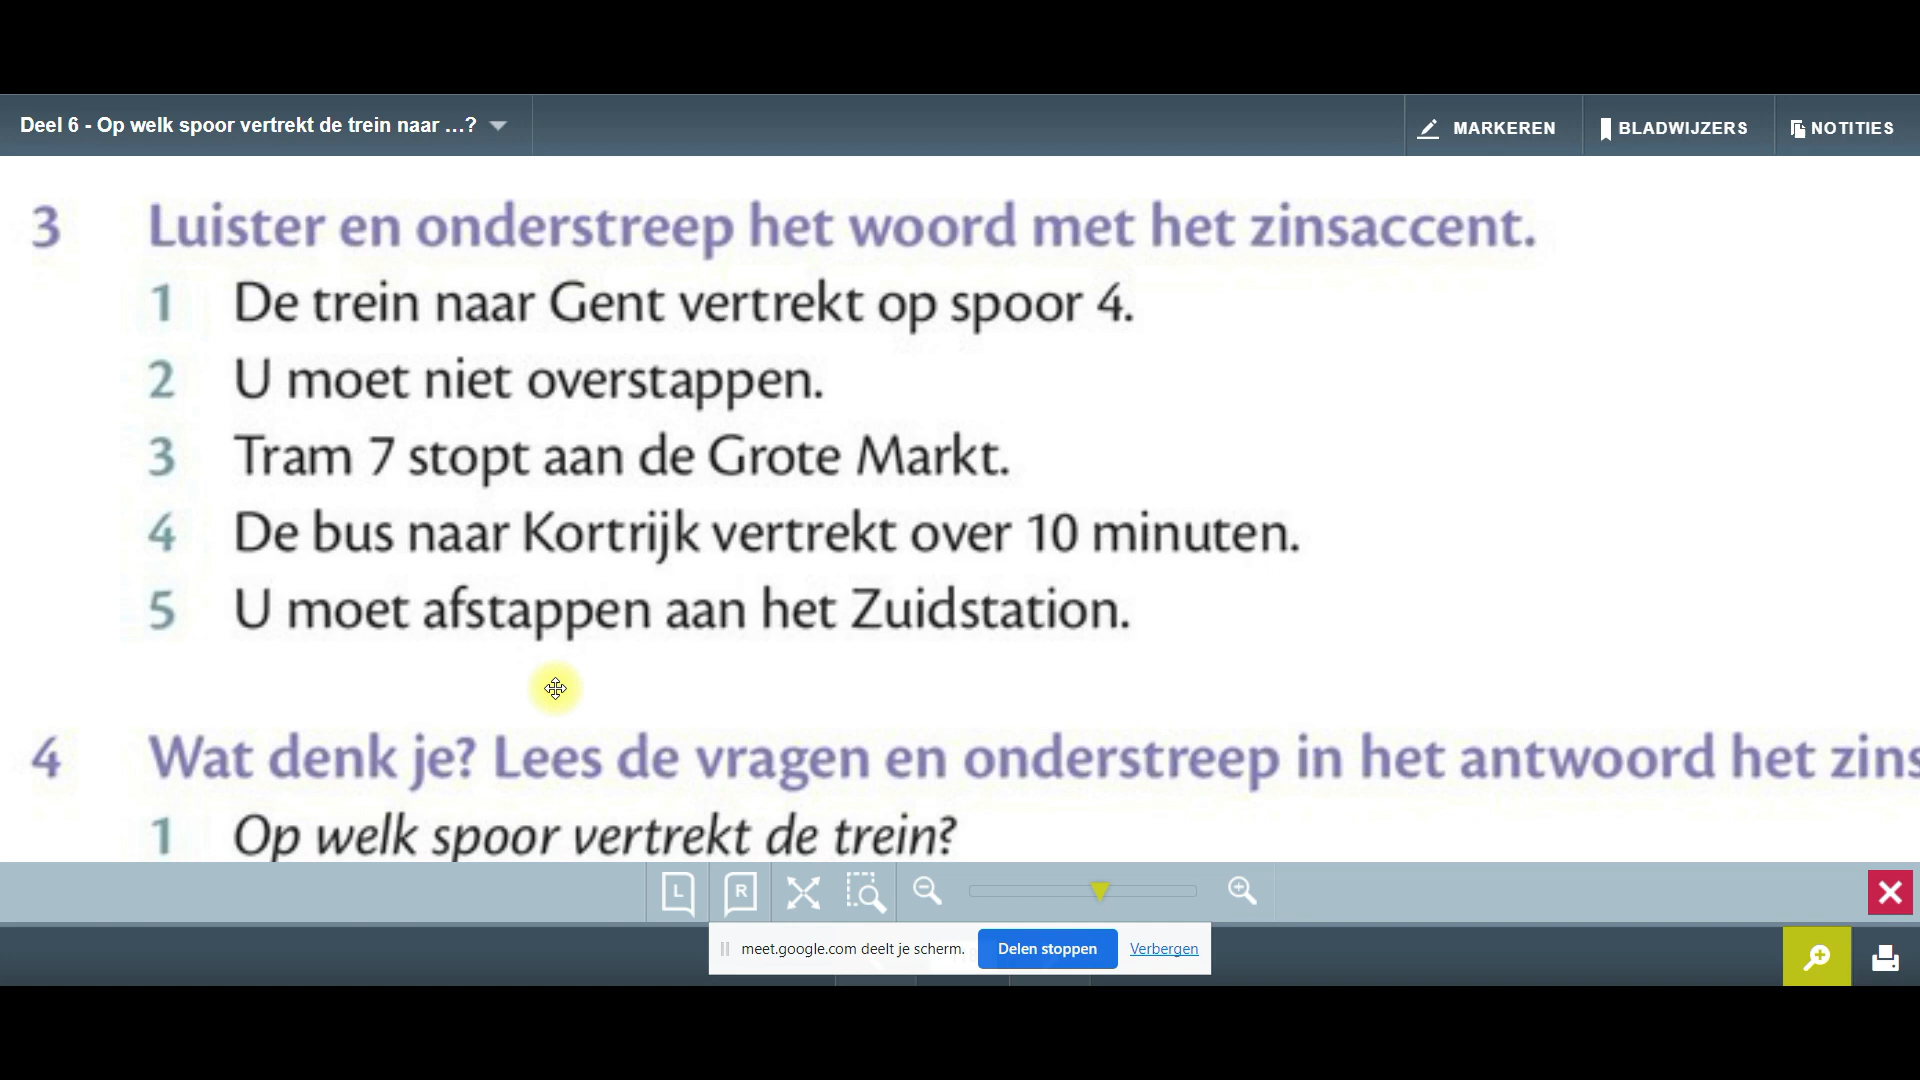 Deel 6 - Op welk spoor vertrekt de trein naar ...?
MARKEREN
BLADWIJZERS
NOTITIES
3 Luister en onderstreep het woord met het zinsaccent.
1 De trein naar Gent vertrekt op spoor 4.
2 U moet niet overstappen.
3 Tram 7 stopt aan de Grote Markt.
4 De bus naar Kortrijk vertrekt over 10 minuten.
5 U moet afstappen aan het Zuidstation.
4 Wat denk je? Lees de vragen en onderstreep in het antwoord het zins
1 Op welk spoor vertrekt de trein?
L
R
meet.google.com deelt je scherm.
Delen stoppen
Verbergen